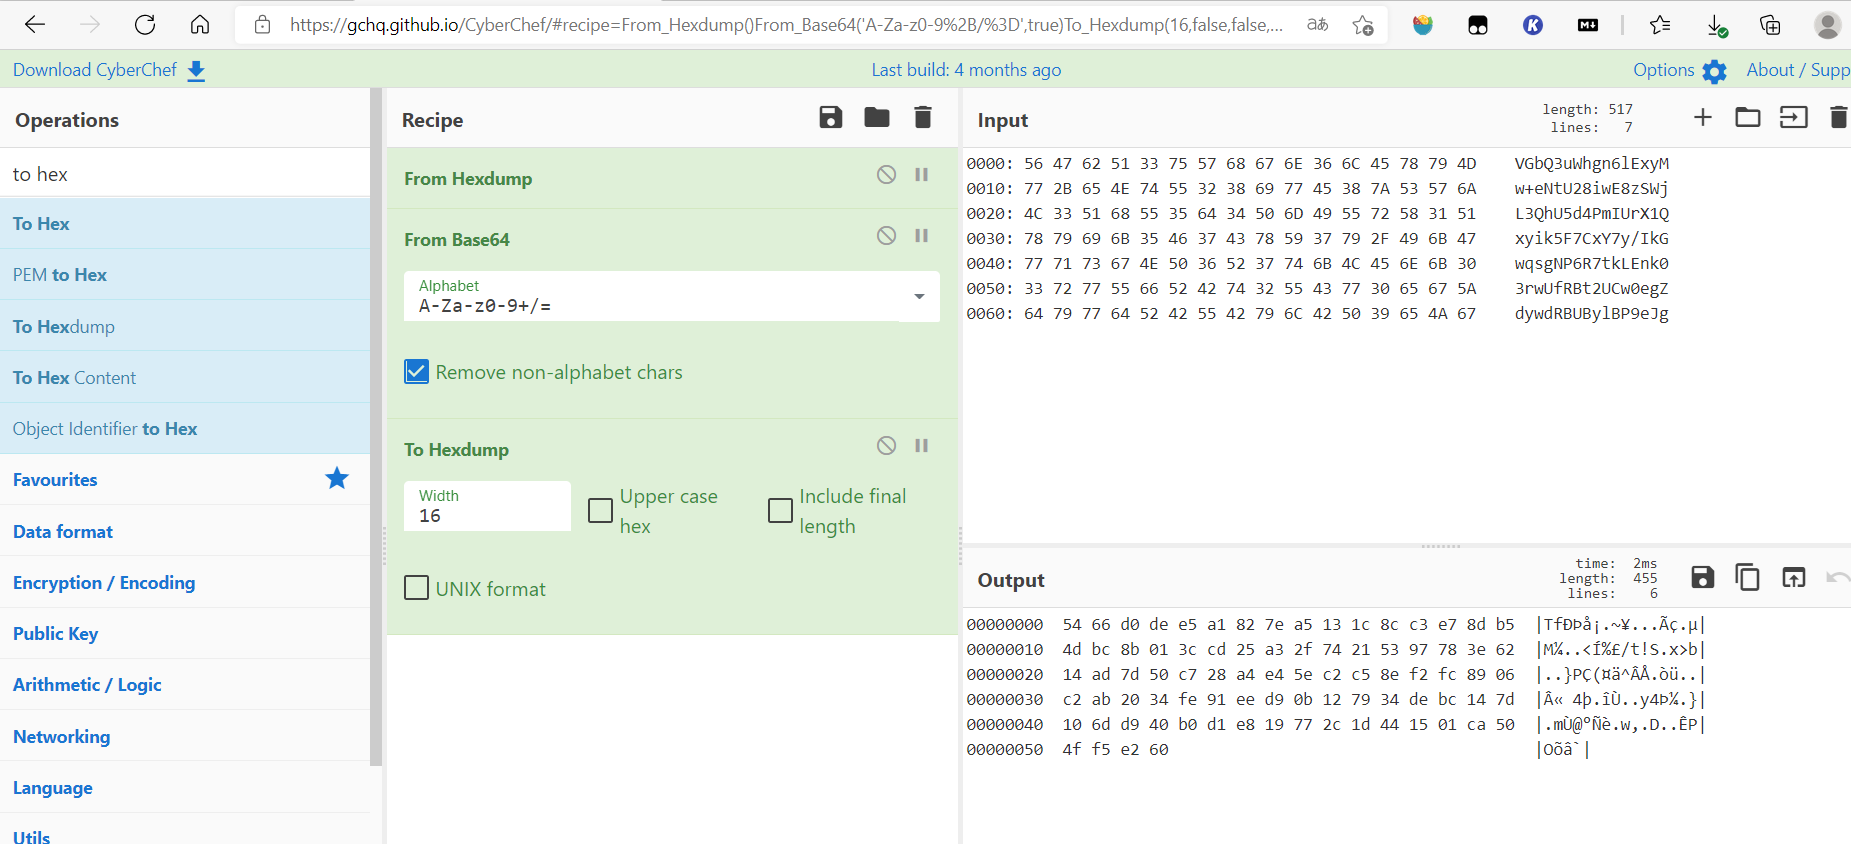 https://gchq.github.io/CyberChef/#recipe=From_Hexdump()From_Base64('A-Za-z0-9%2B/%3D',true)To_Hexdump(16,false,false,...
Download CyberChef
Last build: 4 months ago
Options
About / Supp
Operations
to hex
To Hex
PEM to Hex
To Hexdump
To Hex Content
Object Identifier to Hex
Favourites
Data format
Encryption / Encoding
Public Key
Arithmetic / Logic
Networking
Language
Utils
Recipe
From Hexdump
From Base64
Alphabet
A-Za-z0-9+/=
Remove non-alphabet chars
To Hexdump
Width
16
Upper case hex
Include final length
UNIX format
Input
length: 517
lines: 7
0000: 56 47 62 51 33 75 57 68 67 6E 36 6C 45 78 79 4D VGbQ3uWhgn6lExyM
0010: 77 2B 65 4E 74 55 32 38 69 77 45 38 7A 53 57 6A w+eNtU28iwE8zSWj
0020: 4C 33 51 68 55 35 64 34 50 6D 49 55 72 58 31 51 L3QhU5d4PmIUrX1Q
0030: 78 79 69 6B 35 46 37 43 78 59 37 79 2F 49 6B 47 xyik5F7CxY7y/IkG
0040: 77 71 73 67 4E 50 36 52 37 74 6B 4C 45 6E 6B 30 wqsgNP6R7tkLEnk0
0050: 33 72 77 55 66 52 42 74 32 55 43 77 30 65 67 5A 3rwUfRBt2UCw0egZ
0060: 64 79 77 64 52 42 55 42 79 6C 42 50 39 65 4A 67 dywdRBUBylBP9eJg
Output
time: 2ms
length: 455
lines: 6
00000000 54 66 d0 de e5 a1 82 7e a5 13 1c 8c c3 e7 8d b5 |TfÐÞå¡.~¥...Ãç.µ|
00000010 4d bc 8b 01 3c cd 25 a3 2f 74 21 53 97 78 3e 62 |M¼..<Í%£/t!S.x>b|
00000020 14 ad 7d 50 c7 28 a4 e4 5e c2 c5 8e f2 fc 89 06 |..}PÇ(¤ä^ÂÅ.òü..|
00000030 c2 ab 20 34 fe 91 ee d9 0b 12 79 34 de bc 14 7d |Â« 4þ.îÙ..y4Þ¼.}|
00000040 10 6d d9 40 b0 d1 e8 19 77 2c 1d 44 15 01 ca 50 |.mÙ@°Ñè.w,.D..ÊP|
00000050 4f f5 e2 60 |Oõâ`|